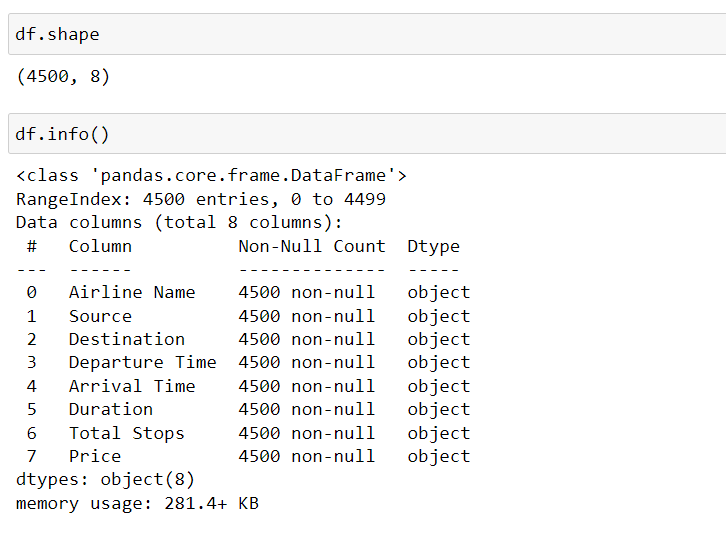 df.shape
(4500, 8)
df.info()
<class 'pandas.core.frame.DataFrame'>
RangeIndex: 4500 entries, 0 to 4499
Data columns (total 8 columns):
 #   Column          Non-Null Count  Dtype
---  ------          --------------  -----
 0   Airline Name    4500 non-null   object
 1   Source          4500 non-null   object
 2   Destination     4500 non-null   object
 3   Departure Time  4500 non-null   object
 4   Arrival Time    4500 non-null   object
 5   Duration        4500 non-null   object
 6   Total Stops     4500 non-null   object
 7   Price           4500 non-null   object
dtypes: object(8)
memory usage: 281.4+ KB